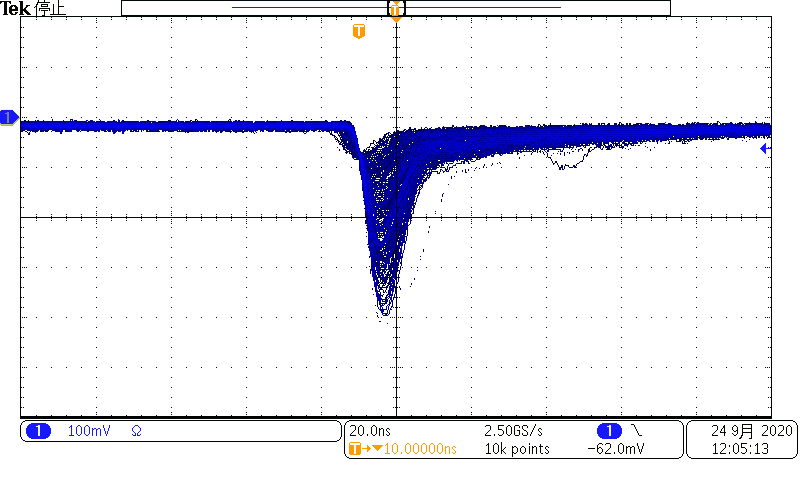 Tek 停止
T
T
1
1 100mV Ω
20.0ns 2.50GS/s 1
T→▼10.00000ns 10k points −62.0mV
24 9月 2020
12:05:13